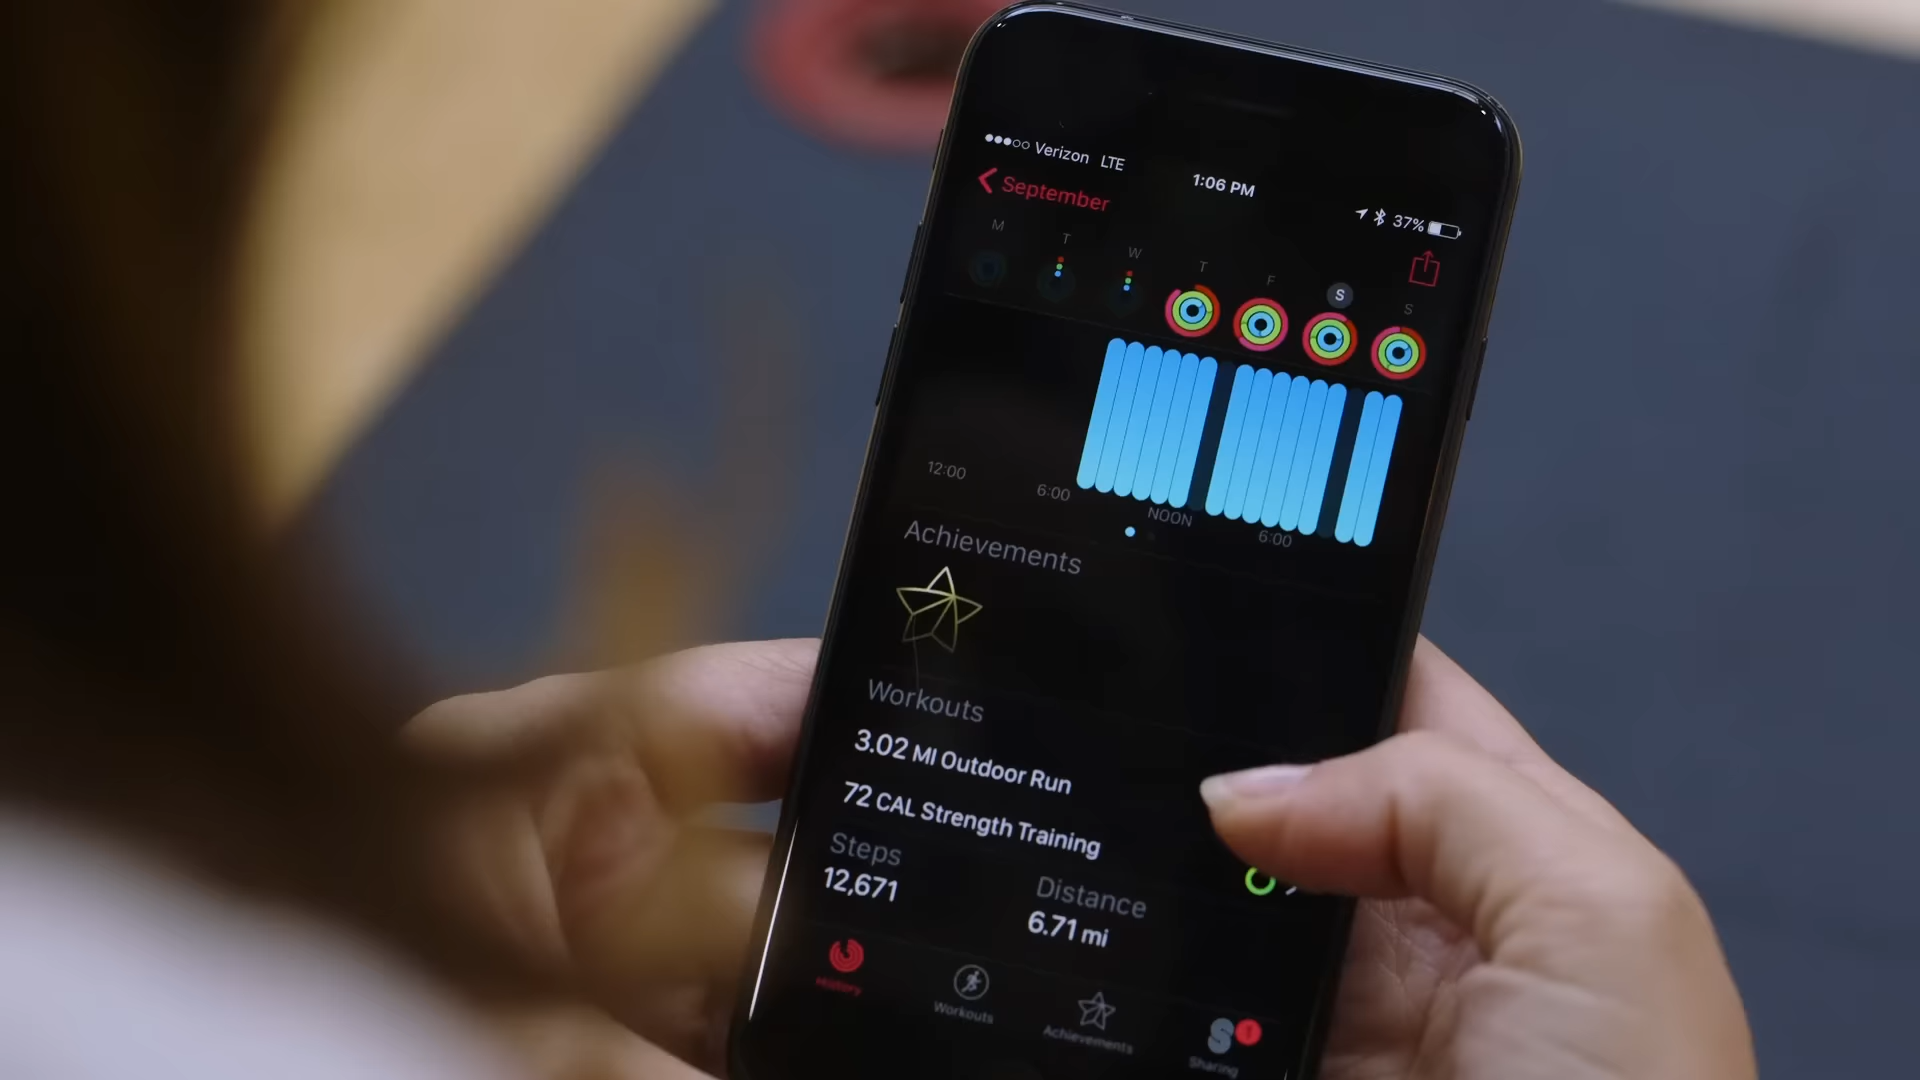 ●●●○○ Verizon LTE 1:06 PM 37%
September
M T W T F S S
12:00 6:00 NOON 6:00
Achievements
Workouts
3.02 MI Outdoor Run
72 CAL Strength Training
Steps
12,671
Distance
6.71 mi
History Workouts Achievements Sharing